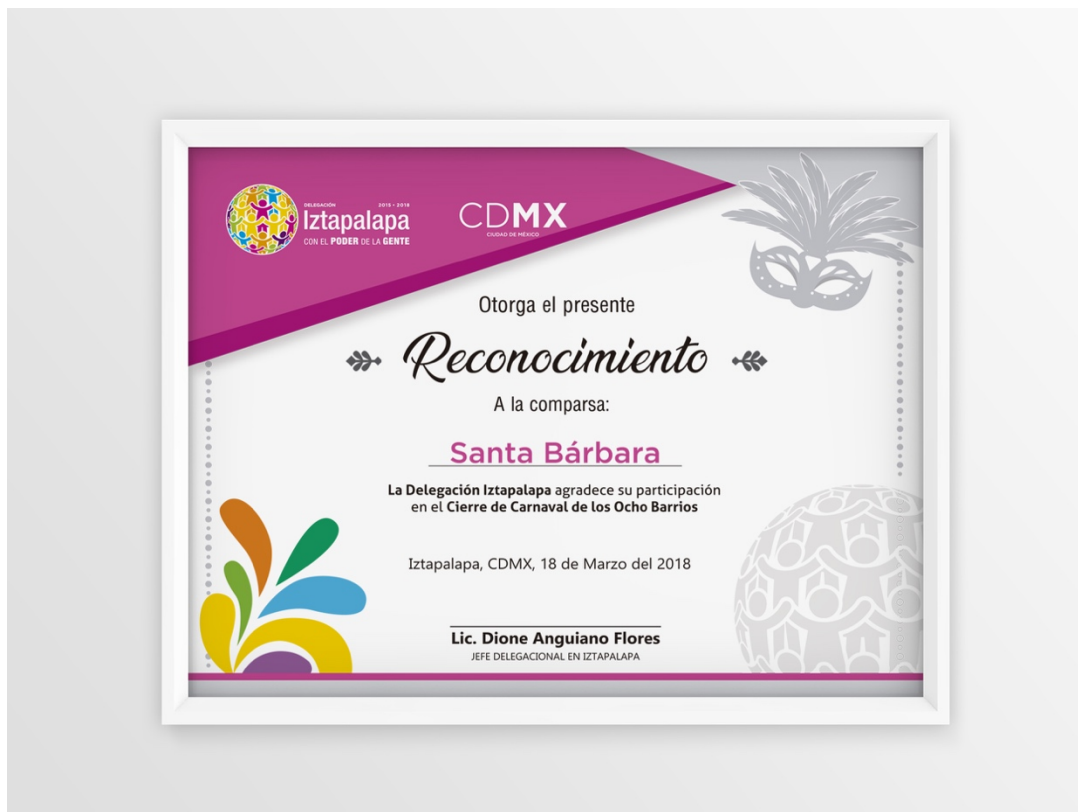 DELEGACIÓN 2015 - 2018
Iztapalapa
CON EL PODER DE LA GENTE
CDMX
CIUDAD DE MÉXICO
Otorga el presente
Reconocimiento
A la comparsa:
Santa Bárbara
La Delegación Iztapalapa agradece su participación
en el Cierre de Carnaval de los Ocho Barrios
Iztapalapa, CDMX, 18 de Marzo del 2018
Lic. Dione Anguiano Flores
JEFE DELEGACIONAL EN IZTAPALAPA